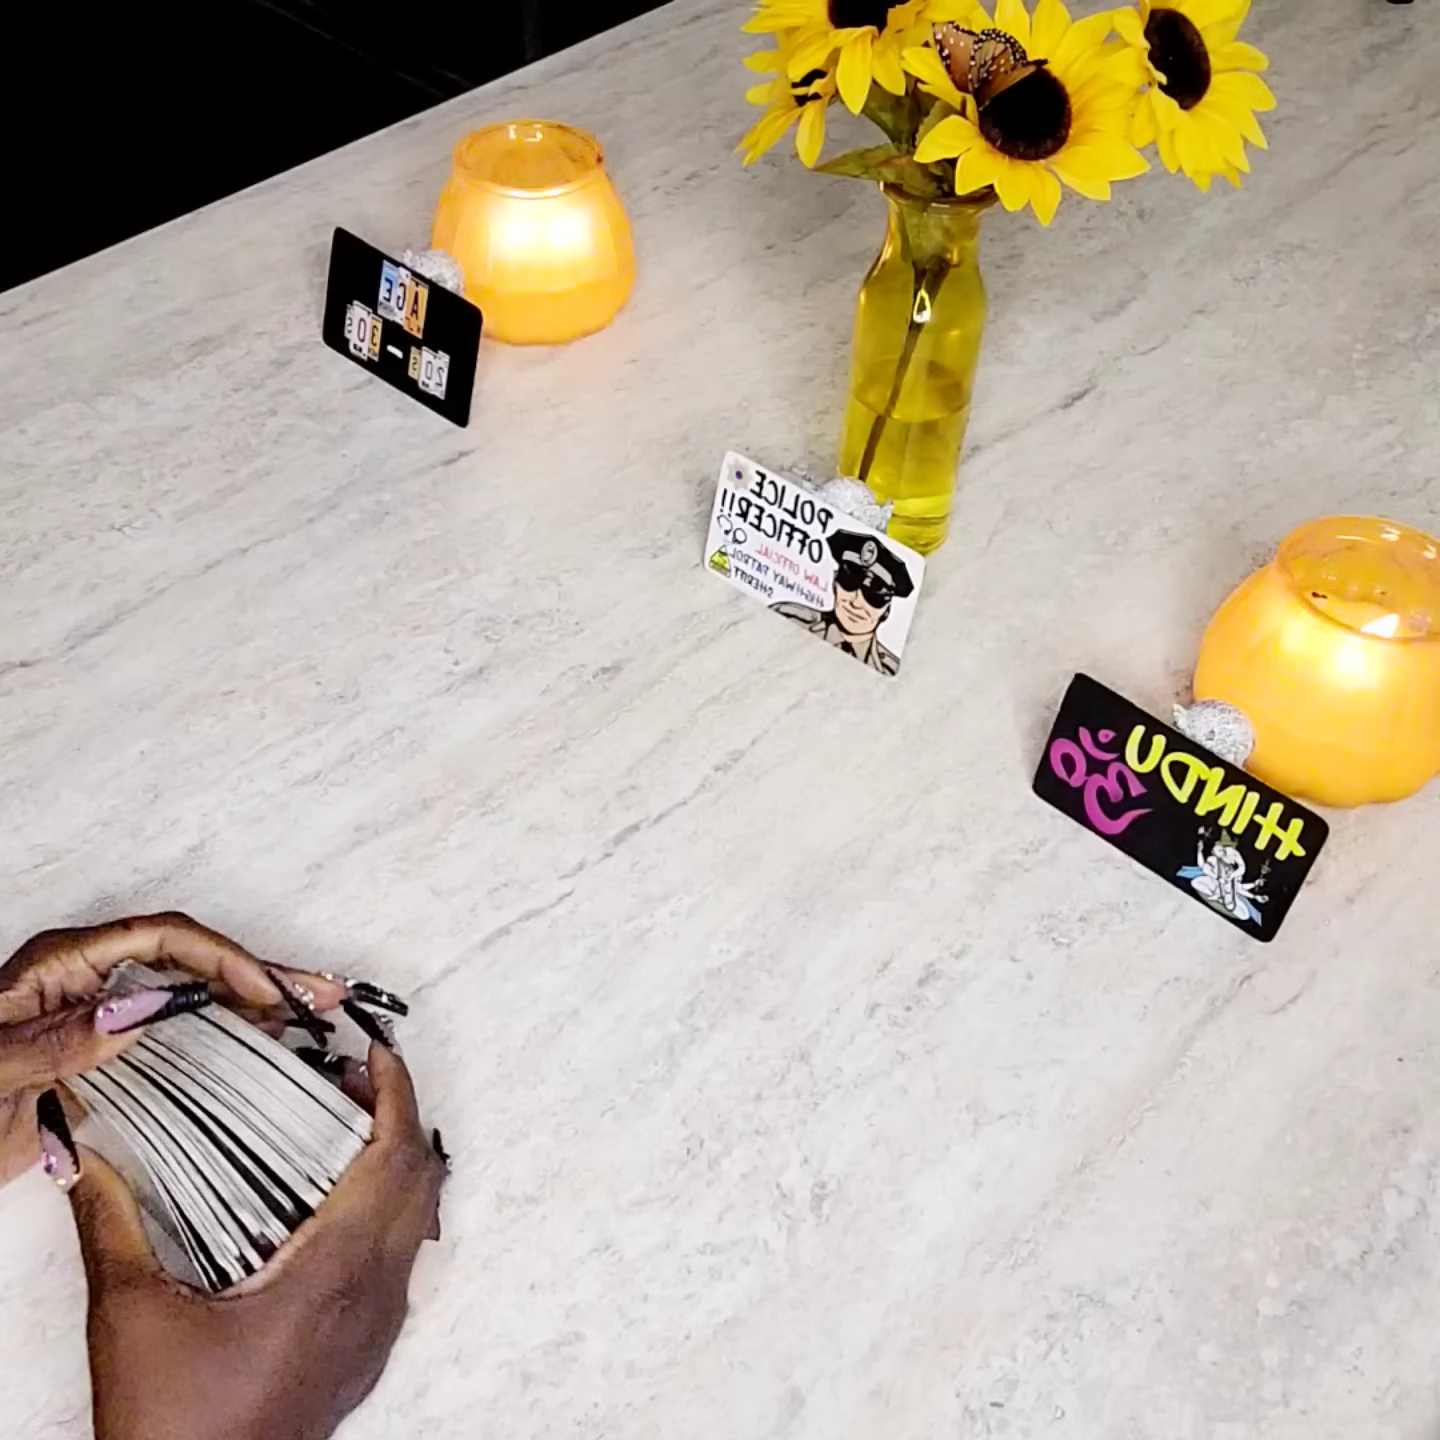 AGE
20S - 30S
POLICE
OFFICER!!
LAW OFFICIAL
HIGHWAY PATROL
SHERIFF
HINDU
ॐ